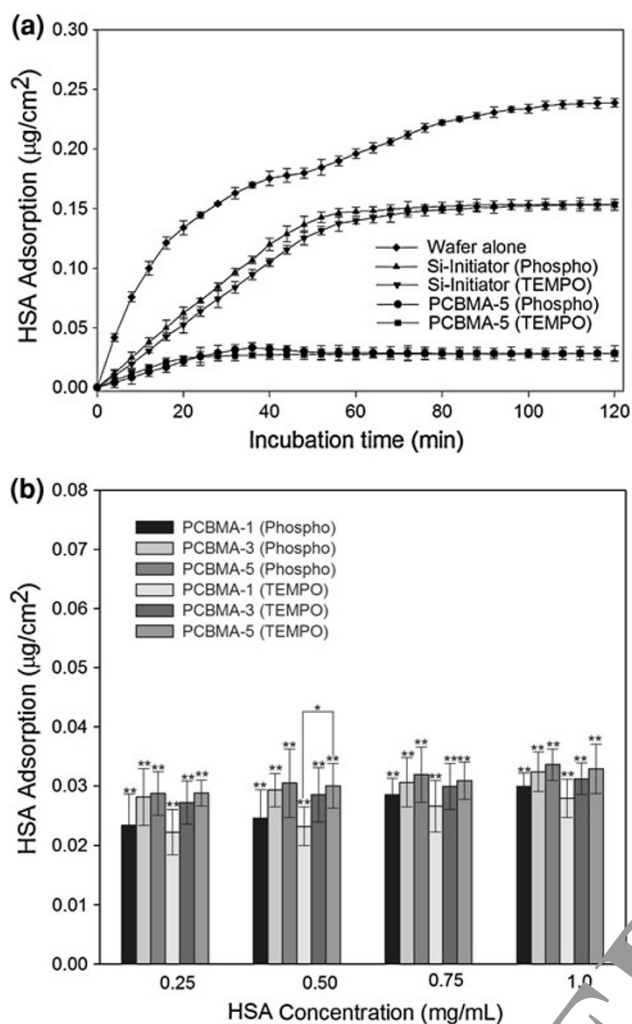 (a)
HSA Adsorption (µg/cm²)
0.30
0.25
0.20
0.15
0.10
0.05
0.00
Wafer alone
Si-Initiator (Phospho)
Si-Initiator (TEMPO)
PCBMA-5 (Phospho)
PCBMA-5 (TEMPO)
0 20 40 60 80 100 120
Incubation time (min)
(b)
HSA Adsorption (µg/cm²)
0.08
0.07
0.06
0.05
0.04
0.03
0.02
0.01
0.00
PCBMA-1 (Phospho)
PCBMA-3 (Phospho)
PCBMA-5 (Phospho)
PCBMA-1 (TEMPO)
PCBMA-3 (TEMPO)
PCBMA-5 (TEMPO)
*
** ** ** ** ** ** ** ** ** ** ** ** ** ** ** ** ** ** ** ** ** ** ** **
0.25 0.50 0.75 1.0
HSA Concentration (mg/mL)